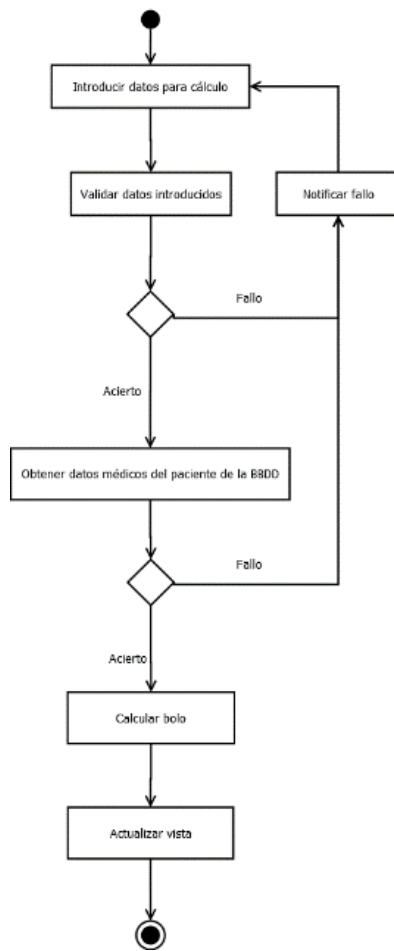 Introducir datos para cálculo
Validar datos introducidos
Notificar fallo
Fallo
Acierto
Obtener datos médicos del paciente de la BBDD
Fallo
Acierto
Calcular bolo
Actualizar vista